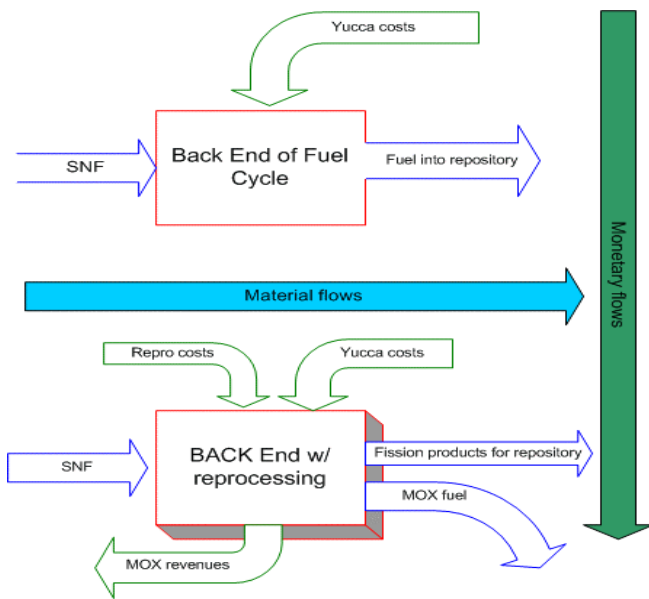 Yucca costs
SNF
Back End of Fuel
Cycle
Fuel into repository
Monetary flows
Material flows
Repro costs
Yucca costs
SNF
BACK End w/
reprocessing
Fission products for repository
MOX fuel
MOX revenues